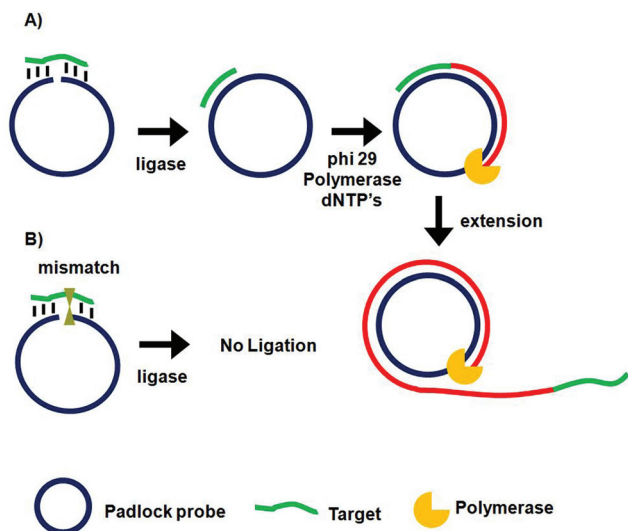 A)
ligase
phi 29
Polymerase
dNTP's
extension
B)
mismatch
ligase
No Ligation
Padlock probe
Target
Polymerase